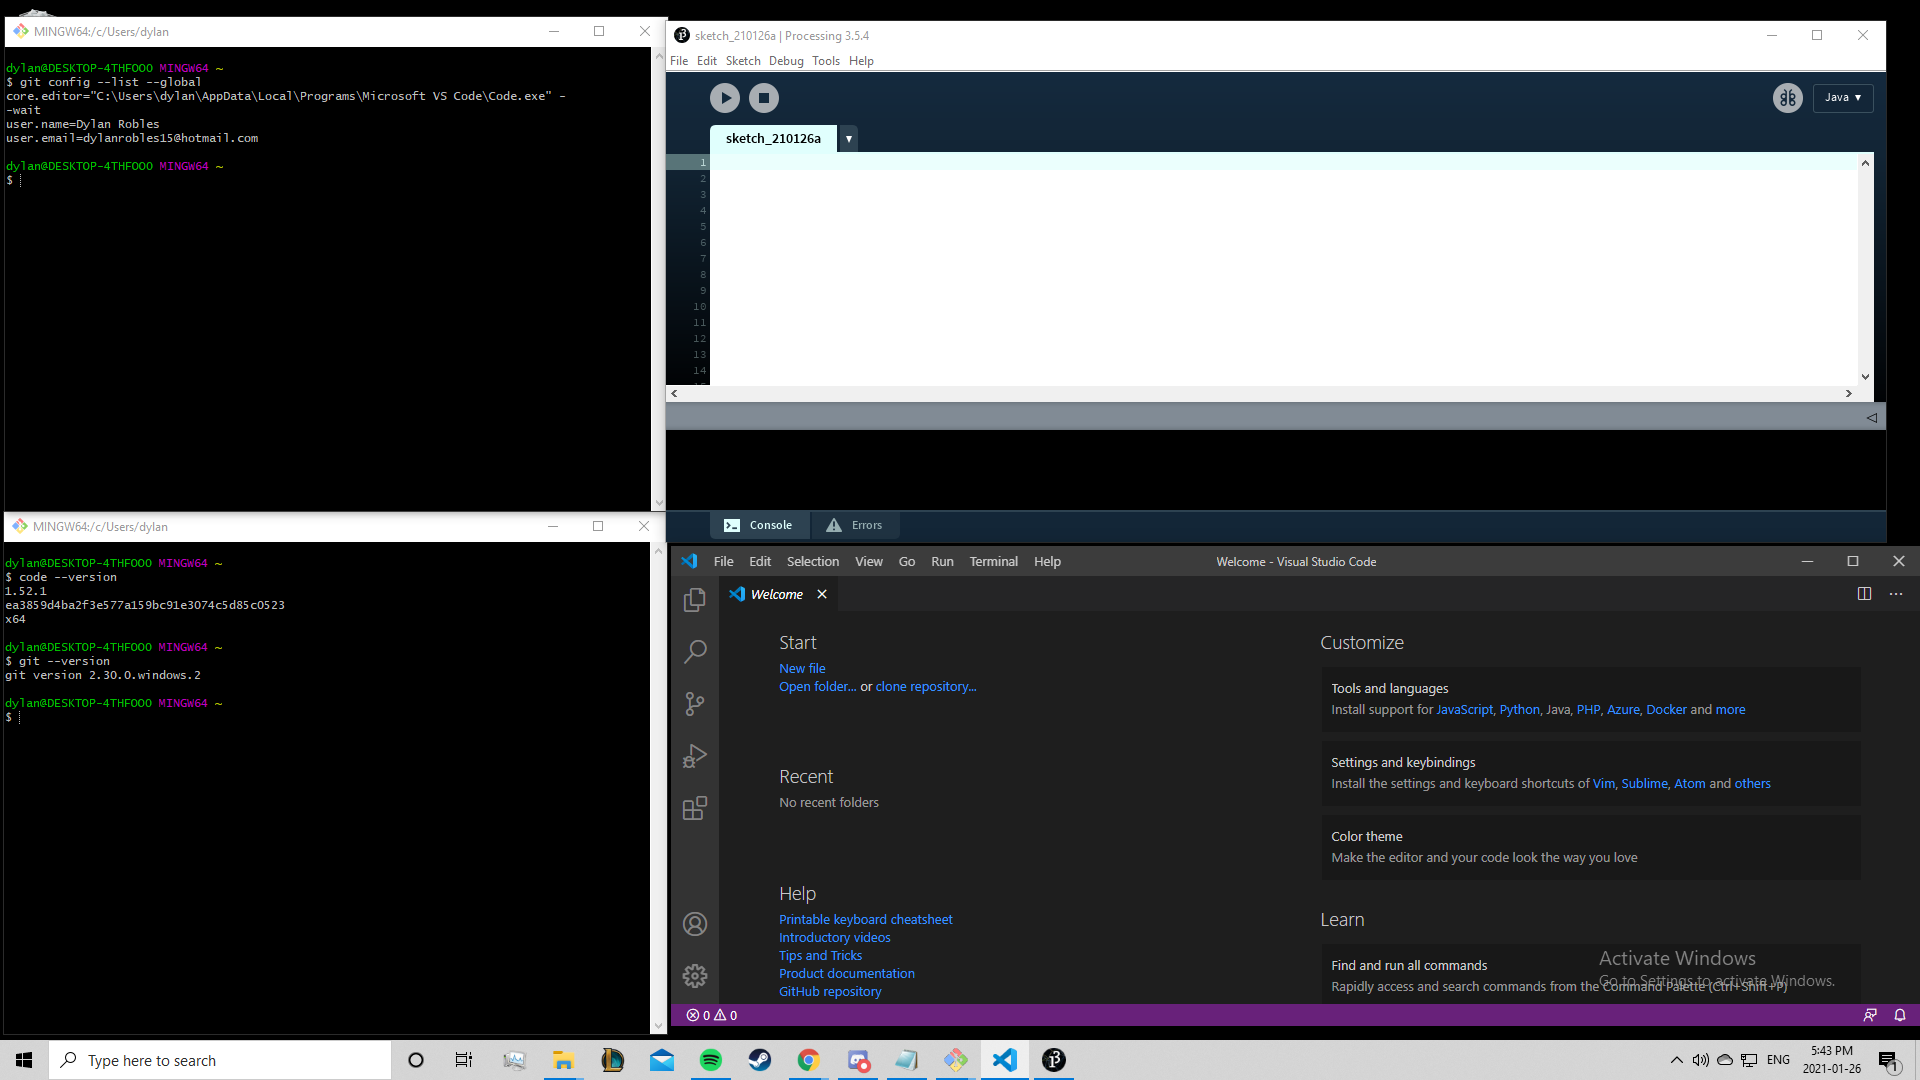 MINGW64:/c/Users/dylan
dylan@DESKTOP-4THFOOO MINGW64 ~
$ git config --list --global
core.editor="C:\Users\dylan\AppData\Local\Programs\Microsoft VS Code\Code.exe" -
-wait
user.name=Dylan Robles
user.email=dylanrobles15@hotmail.com
dylan@DESKTOP-4THFOOO MINGW64 ~
$
sketch_210126a | Processing 3.5.4
File Edit Sketch Debug Tools Help
Java ▾
sketch_210126a ▾
1
2
3
4
5
6
7
8
9
10
11
12
13
14
Console Errors
MINGW64:/c/Users/dylan
dylan@DESKTOP-4THFOOO MINGW64 ~
$ code --version
1.52.1
ea3859d4ba2f3e577a159bc91e3074c5d85c0523
x64
dylan@DESKTOP-4THFOOO MINGW64 ~
$ git --version
git version 2.30.0.windows.2
dylan@DESKTOP-4THFOOO MINGW64 ~
$
File Edit Selection View Go Run Terminal Help Welcome - Visual Studio Code
Welcome
Start
New file
Open folder... or clone repository...
Recent
No recent folders
Help
Printable keyboard cheatsheet
Introductory videos
Tips and Tricks
Product documentation
GitHub repository
Customize
Tools and languages
Install support for JavaScript, Python, Java, PHP, Azure, Docker and more
Settings and keybindings
Install the settings and keyboard shortcuts of Vim, Sublime, Atom and others
Color theme
Make the editor and your code look the way you love
Learn
Find and run all commands
Rapidly access and search commands from the Command Palette (Ctrl+Shift+P)
Activate Windows
Go to Settings to activate Windows.
0 0
Type here to search
ENG
5:43 PM
2021-01-26
1